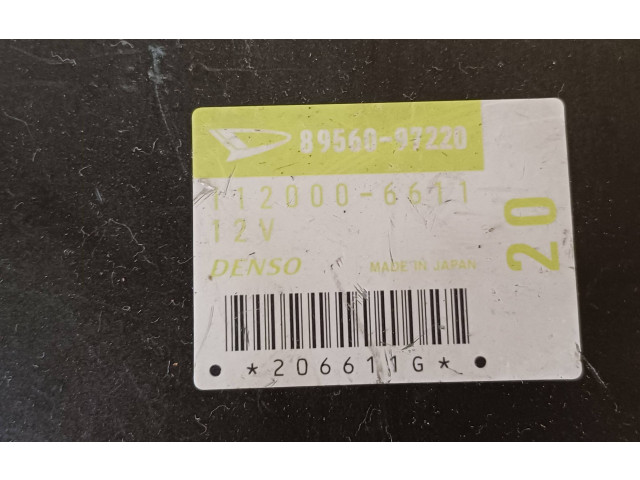 89560-97220
112000-6611
12V
DENSO MADE IN JAPAN
20
*206611G*